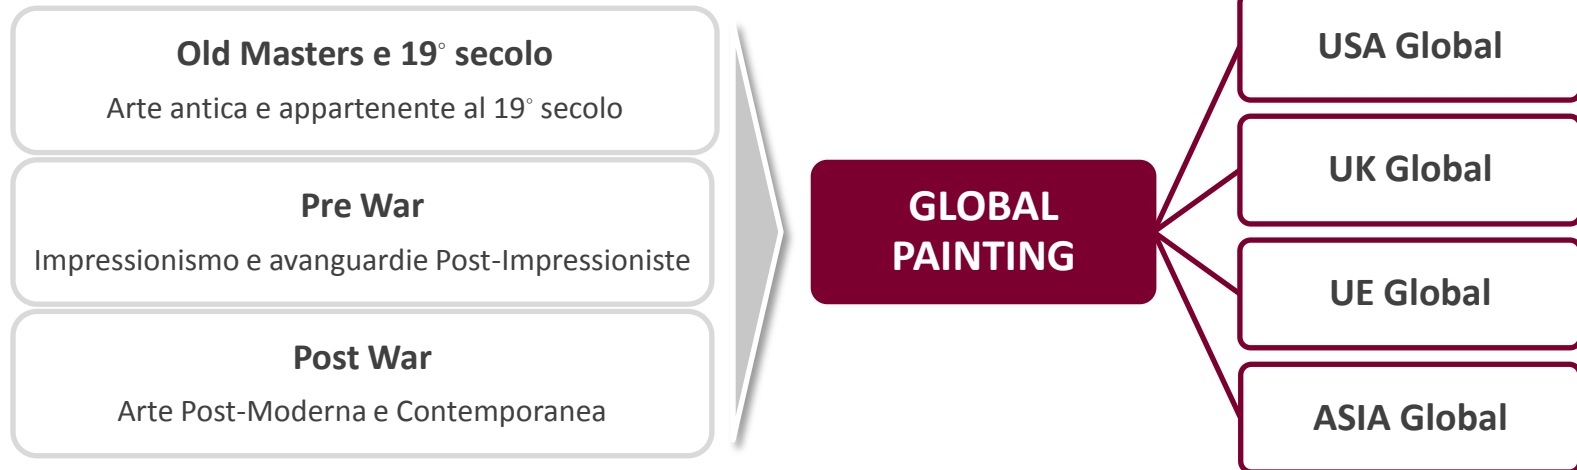 Old Masters e 19° secolo
Arte antica e appartenente al 19° secolo
Pre War
Impressionismo e avanguardie Post-Impressioniste
Post War
Arte Post-Moderna e Contemporanea
GLOBAL
PAINTING
USA Global
UK Global
UE Global
ASIA Global